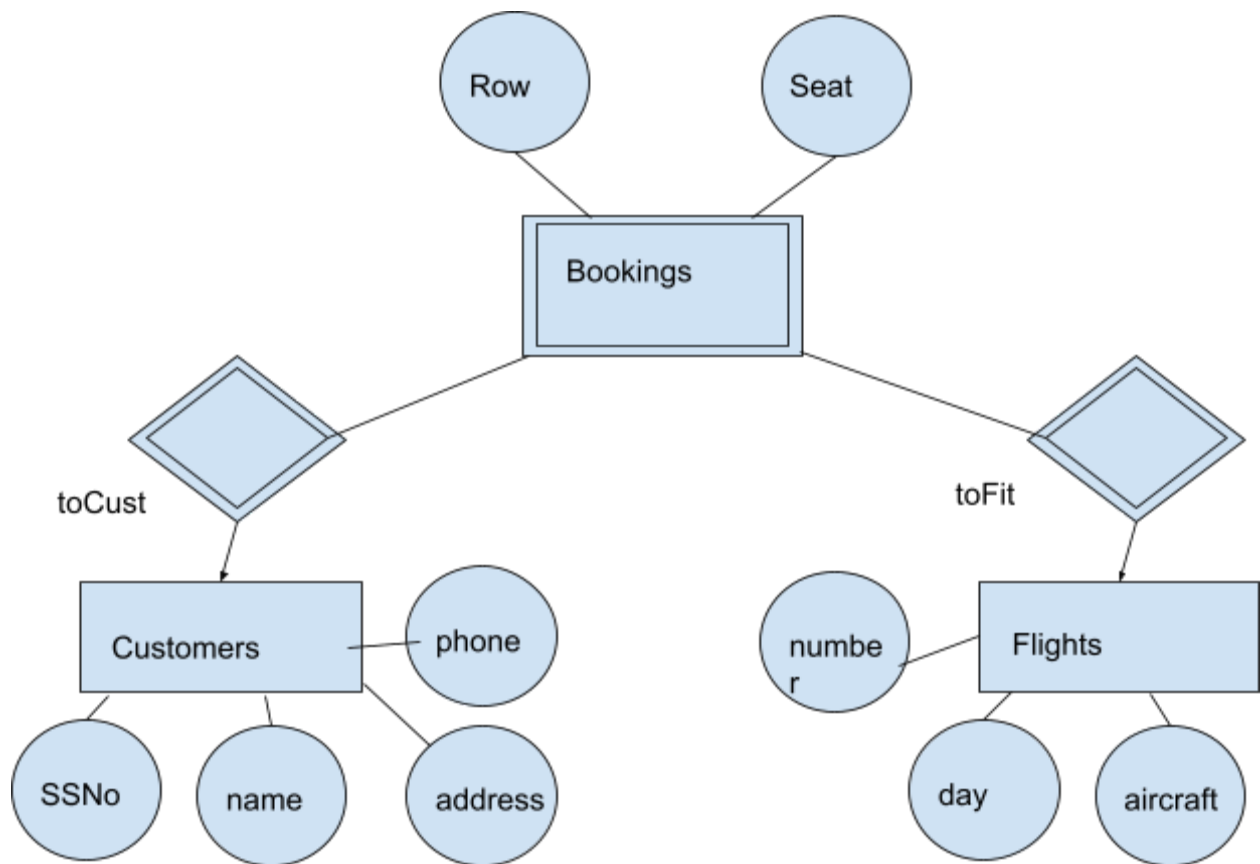 Row
Seat
Bookings
toCust
toFit
Customers
phone
numbe
r
Flights
SSNo
name
address
day
aircraft